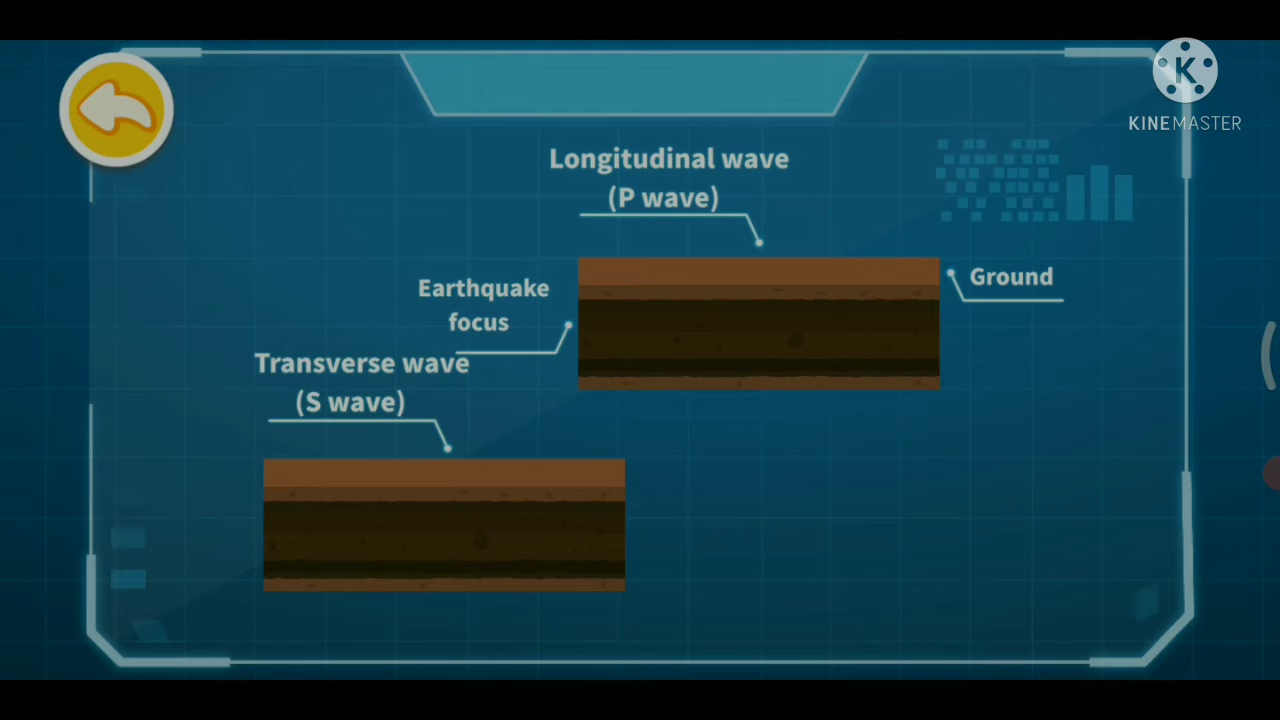 KINEMASTER
Longitudinal wave
(P wave)
Ground
Earthquake
focus
Transverse wave
(S wave)